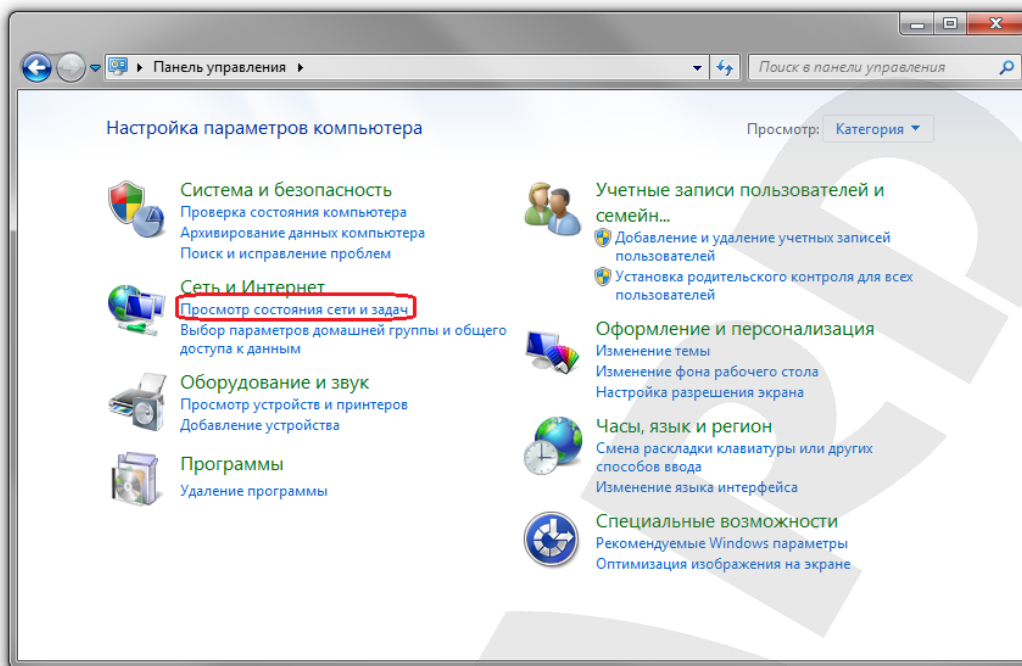 Панель управления
Поиск в панели управления
Настройка параметров компьютера
Просмотр: Категория
Система и безопасность
Проверка состояния компьютера
Архивирование данных компьютера
Поиск и исправление проблем
Сеть и Интернет
Просмотр состояния сети и задач
Выбор параметров домашней группы и общего
доступа к данным
Оборудование и звук
Просмотр устройств и принтеров
Добавление устройства
Программы
Удаление программы
Учетные записи пользователей и
семейн...
Добавление и удаление учетных записей
пользователей
Установка родительского контроля для всех
пользователей
Оформление и персонализация
Изменение темы
Изменение фона рабочего стола
Настройка разрешения экрана
Часы, язык и регион
Смена раскладки клавиатуры или других
способов ввода
Изменение языка интерфейса
Специальные возможности
Рекомендуемые Windows параметры
Оптимизация изображения на экране